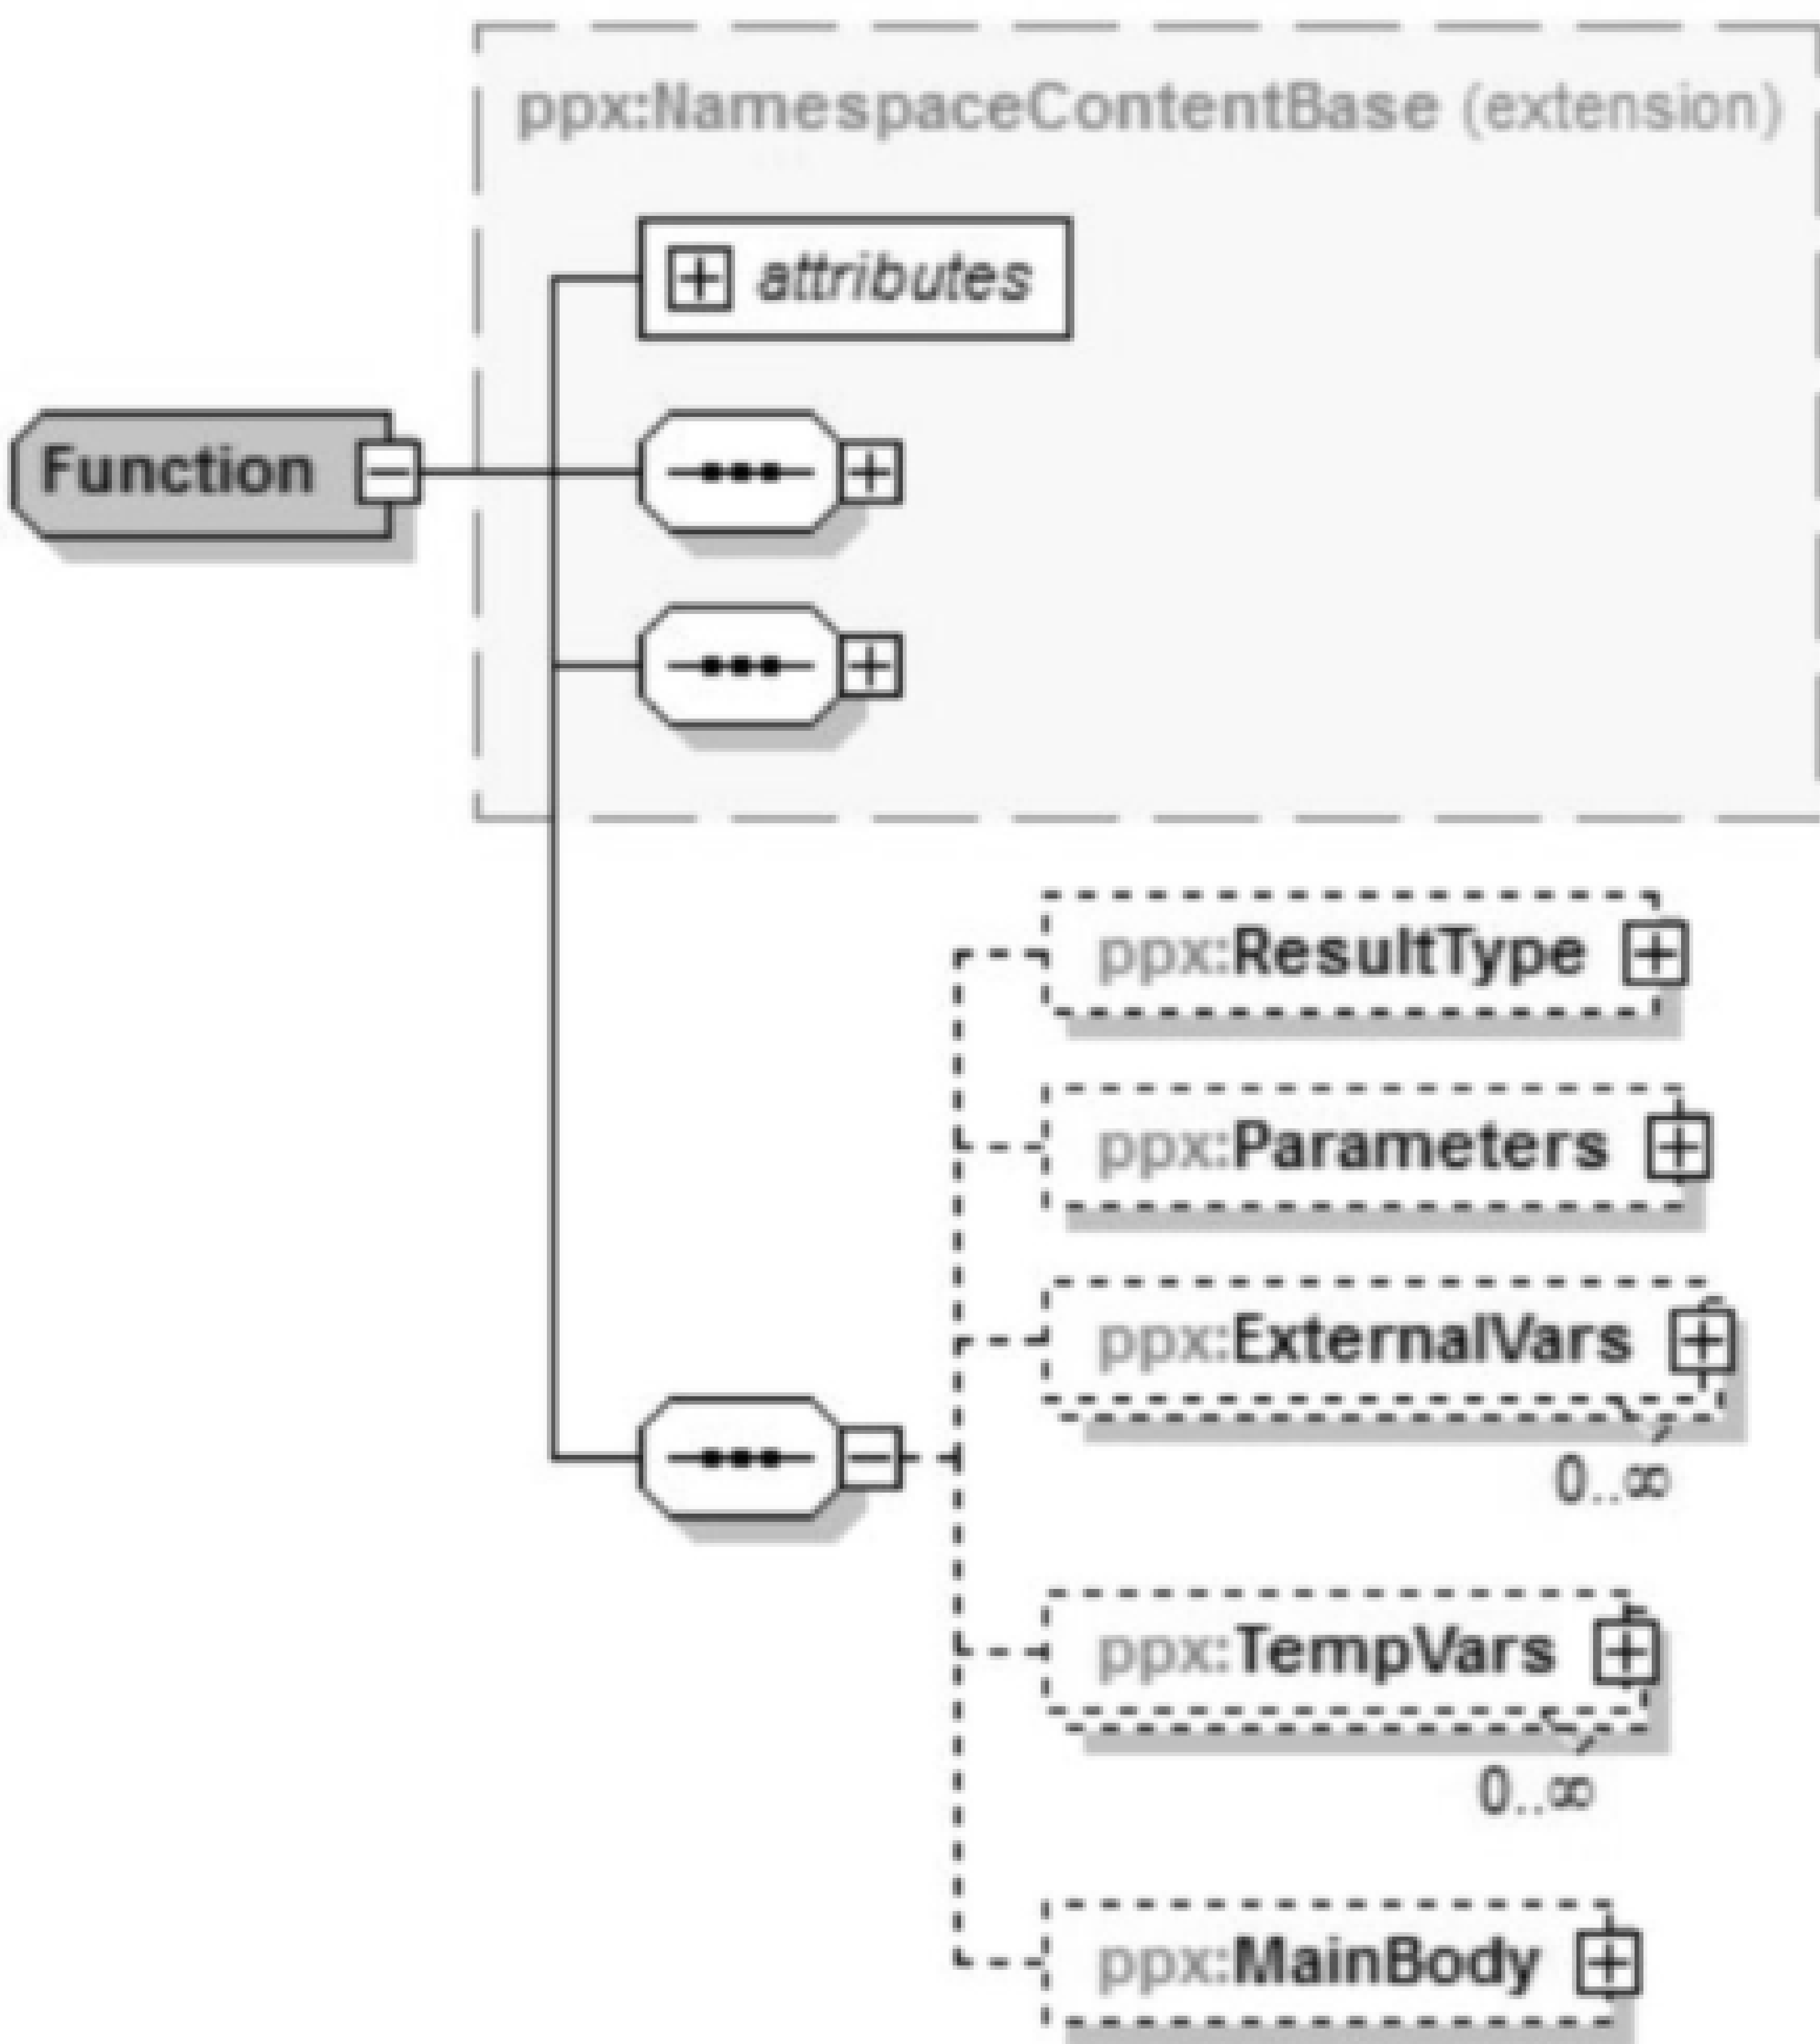 ppx:NamespaceContentBase (extension)
attributes
Function
ppx:ResultType
ppx:Parameters
ppx:ExternalVars
0..∞
ppx:TempVars
0..∞
ppx:MainBody